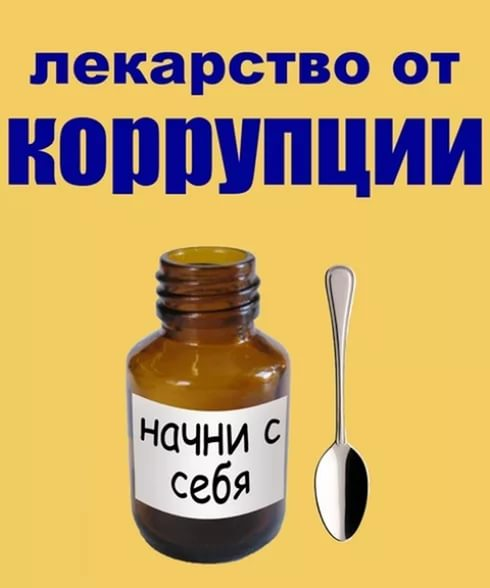 лекарство от
коррупции
начни с
себя